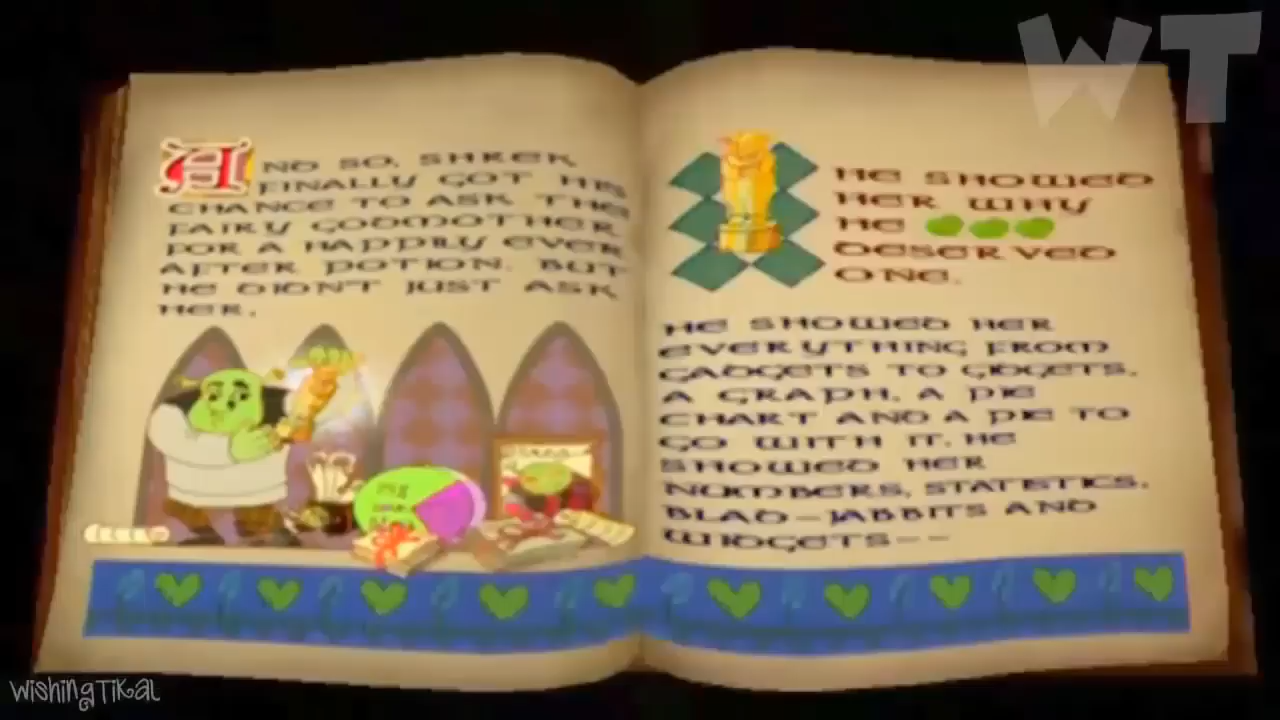 AND SO, SHREK
FINALLY GOT HIS
CHANCE TO ASK THE
FAIRY GODMOTHER
FOR A HAPPILY EVER
AFTER POTION. BUT
HE DIDN'T JUST ASK
HER.
HE SHOWED
HER WHY
HE
DESERVED
ONE.
HE SHOWED HER
EVERYTHING FROM
GADGETS TO GIDGETS.
A GRAPH, A PIE
CHART AND A PIE TO
GO WITH IT. HE
SHOWED HER
NUMBERS, STATISTICS,
BLAD-JABBITS AND
WIDGETS--
WT
WishingTikal